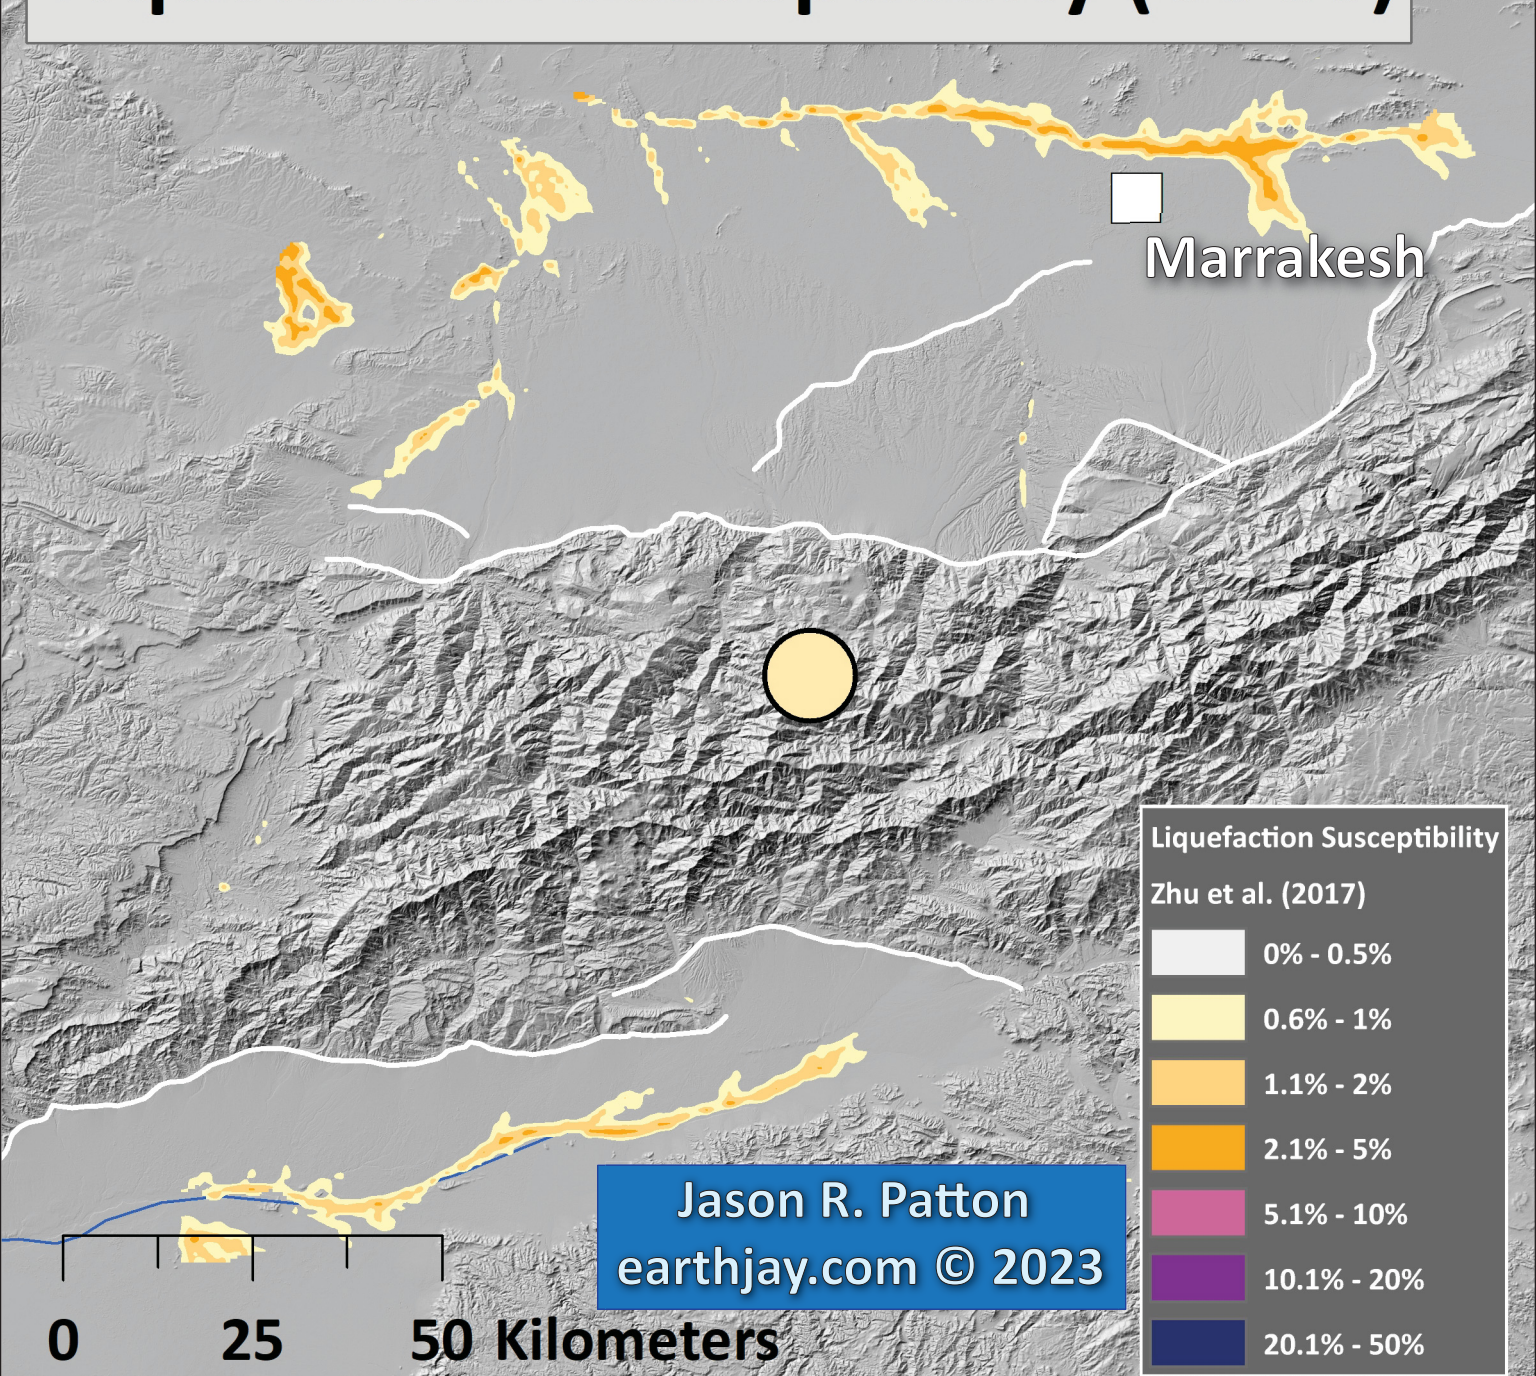 Marrakesh
Liquefaction Susceptibility
Zhu et al. (2017)
0% - 0.5%
0.6% - 1%
1.1% - 2%
2.1% - 5%
5.1% - 10%
10.1% - 20%
20.1% - 50%
Jason R. Patton
earthjay.com © 2023
0 25 50 Kilometers